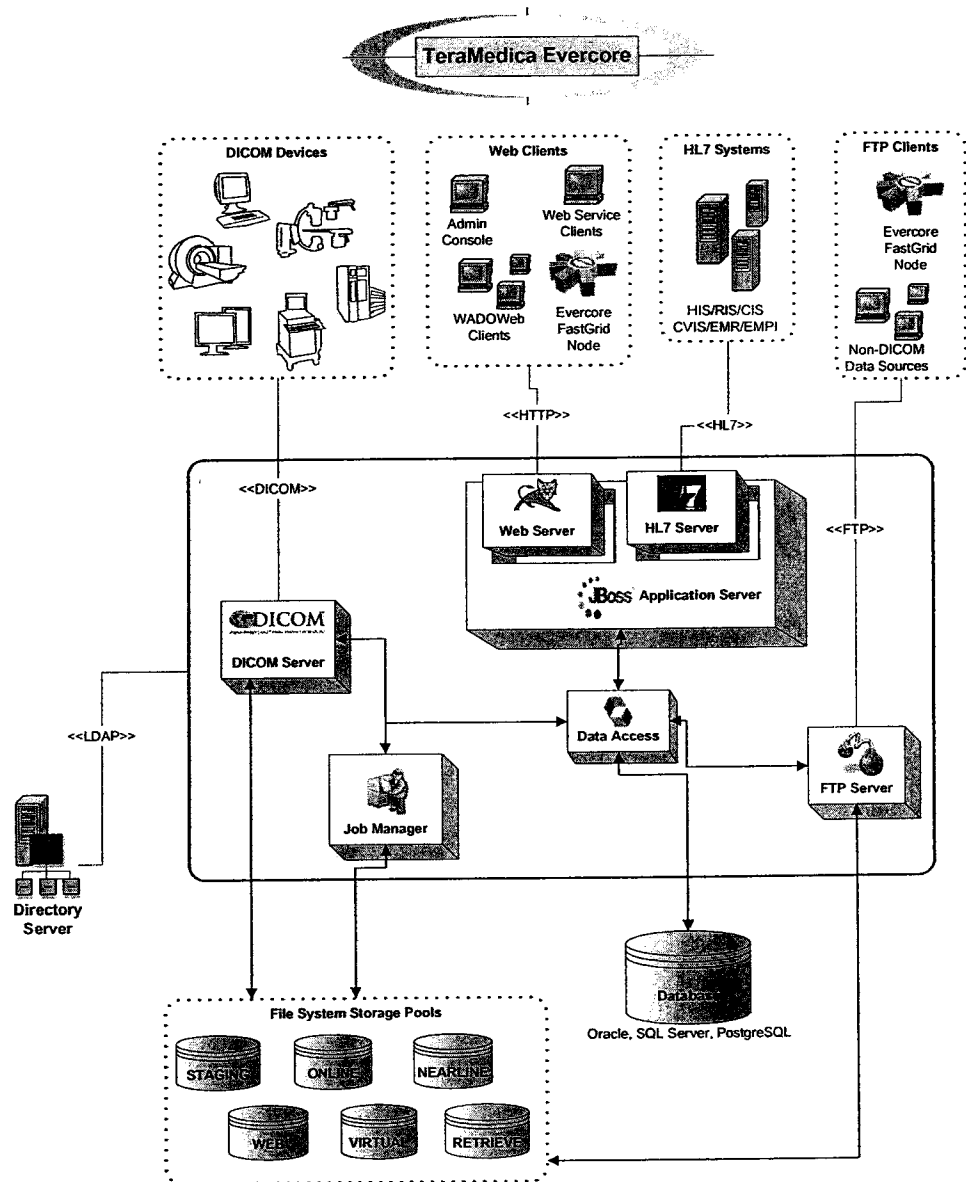 TeraMedica Evercore
DICOM Devices
Web Clients
Admin
Console
Web Service
Clients
WADOWeb
Clients
Evercore
FastGrid
Node
HL7 Systems
HIS/RIS/CIS
CVIS/EMR/EMPI
FTP Clients
Evercore
FastGrid
Node
Non-DICOM
Data Sources
<<HTTP>>
<<HL7>>
<<DICOM>>
<<FTP>>
Web Server
7
HL7 Server
JBoss Application Server
DICOM
DICOM Server
<<LDAP>>
Data Access
FTP Server
Job Manager
Directory
Server
Database
Oracle, SQL Server, PostgreSQL
File System Storage Pools
STAGING
ONLINE
NEARLINE
WEB
VIRTUAL
RETRIEVE